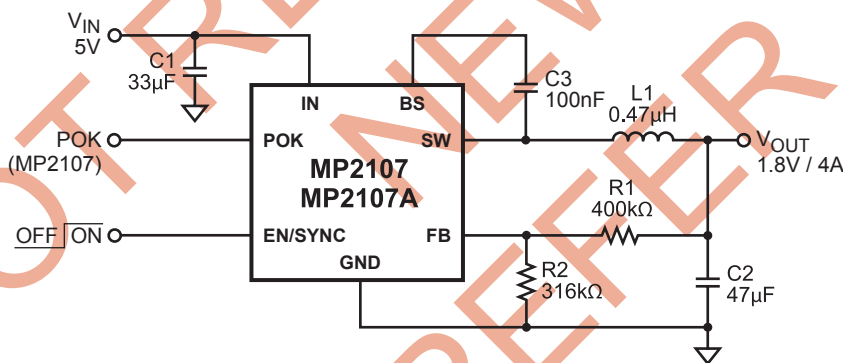 VIN
5V
C1
33µF
IN
BS
C3
100nF
L1
0.47µH
POK
(MP2107)
POK
SW
VOUT
1.8V / 4A
MP2107
MP2107A
R1
400kΩ
OFF ON
EN/SYNC
FB
GND
R2
316kΩ
C2
47µF